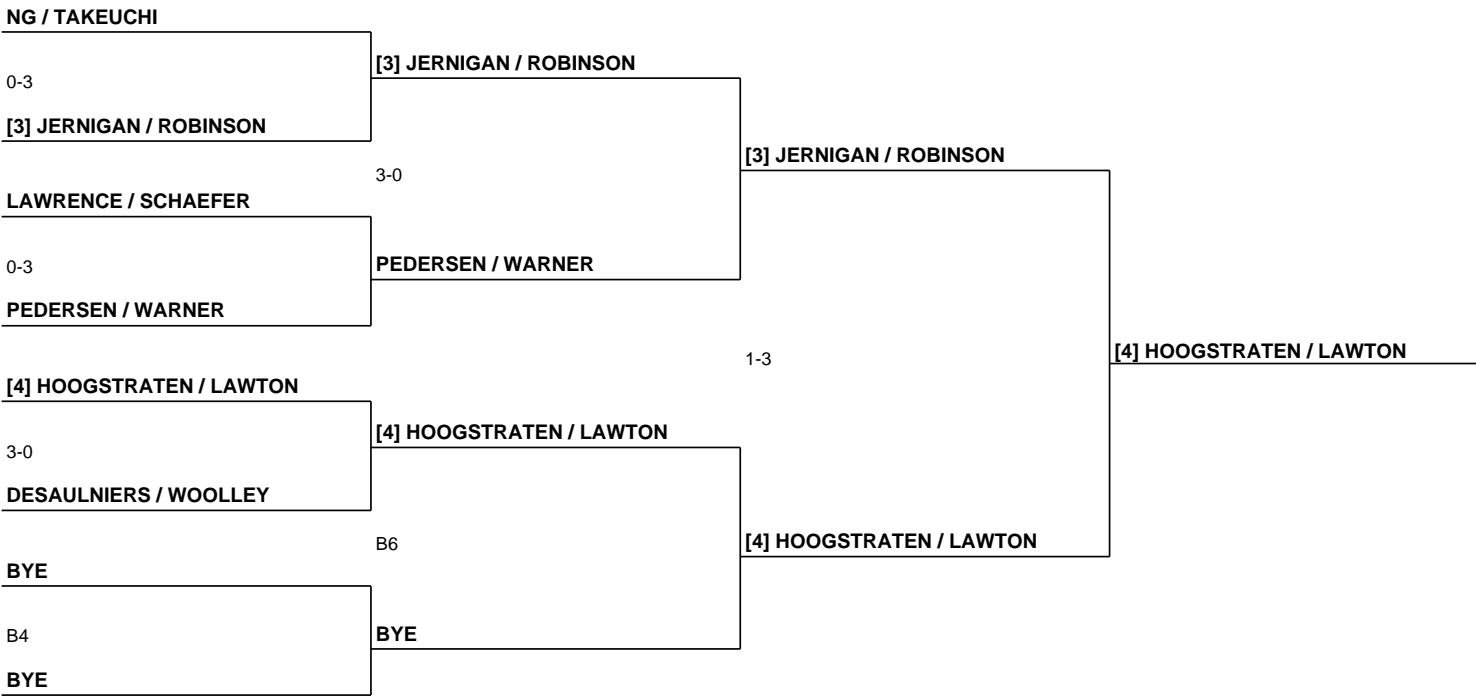 NG / TAKEUCHI
[3] JERNIGAN / ROBINSON
0-3
[3] JERNIGAN / ROBINSON
[3] JERNIGAN / ROBINSON
3-0
LAWRENCE / SCHAEFER
PEDERSEN / WARNER
0-3
PEDERSEN / WARNER
[4] HOOGSTRATEN / LAWTON
1-3
[4] HOOGSTRATEN / LAWTON
[4] HOOGSTRATEN / LAWTON
3-0
DESAULNIERS / WOOLLEY
[4] HOOGSTRATEN / LAWTON
B6
BYE
B4
BYE
BYE